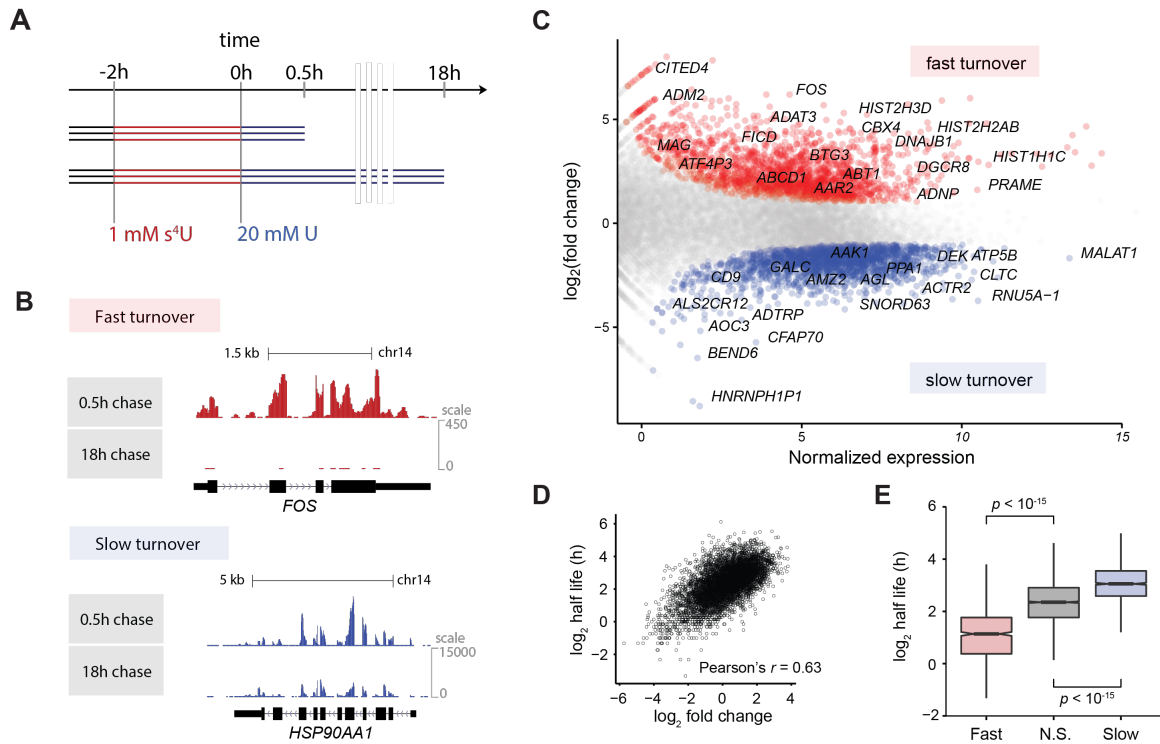 A
time
-2h
0h
0.5h
18h
1 mM s⁴U
20 mM U
B
Fast turnover
1.5 kb
chr14
0.5h chase
18h chase
scale
450
0
FOS
Slow turnover
5 kb
chr14
0.5h chase
18h chase
scale
15000
0
HSP90AA1
C
log₂(fold change)
5
0
−5
fast turnover
CITED4
ADM2
FOS
ADAT3
HIST2H3D
FICD
CBX4
HIST2H2AB
MAG
DNAJB1
ATF4P3
BTG3
HIST1H1C
ABCD1
ABT1
DGCR8
AAR2
PRAME
ADNP
AAK1
DEK
ATP5B
MALAT1
CD9
GALC
PPA1
AMZ2
AGL
CLTC
ACTR2
RNU5A−1
ALS2CR12
SNORD63
ADTRP
AOC3
CFAP70
BEND6
slow turnover
HNRNPH1P1
0
5
10
15
Normalized expression
D
log₂ half life (h)
6
4
2
0
−2
Pearson's r = 0.63
−6
−4
−2
0
2
4
log₂ fold change
E
log₂ half life (h)
6
4
2
0
−2
p < 10⁻¹⁵
p < 10⁻¹⁵
Fast
N.S.
Slow